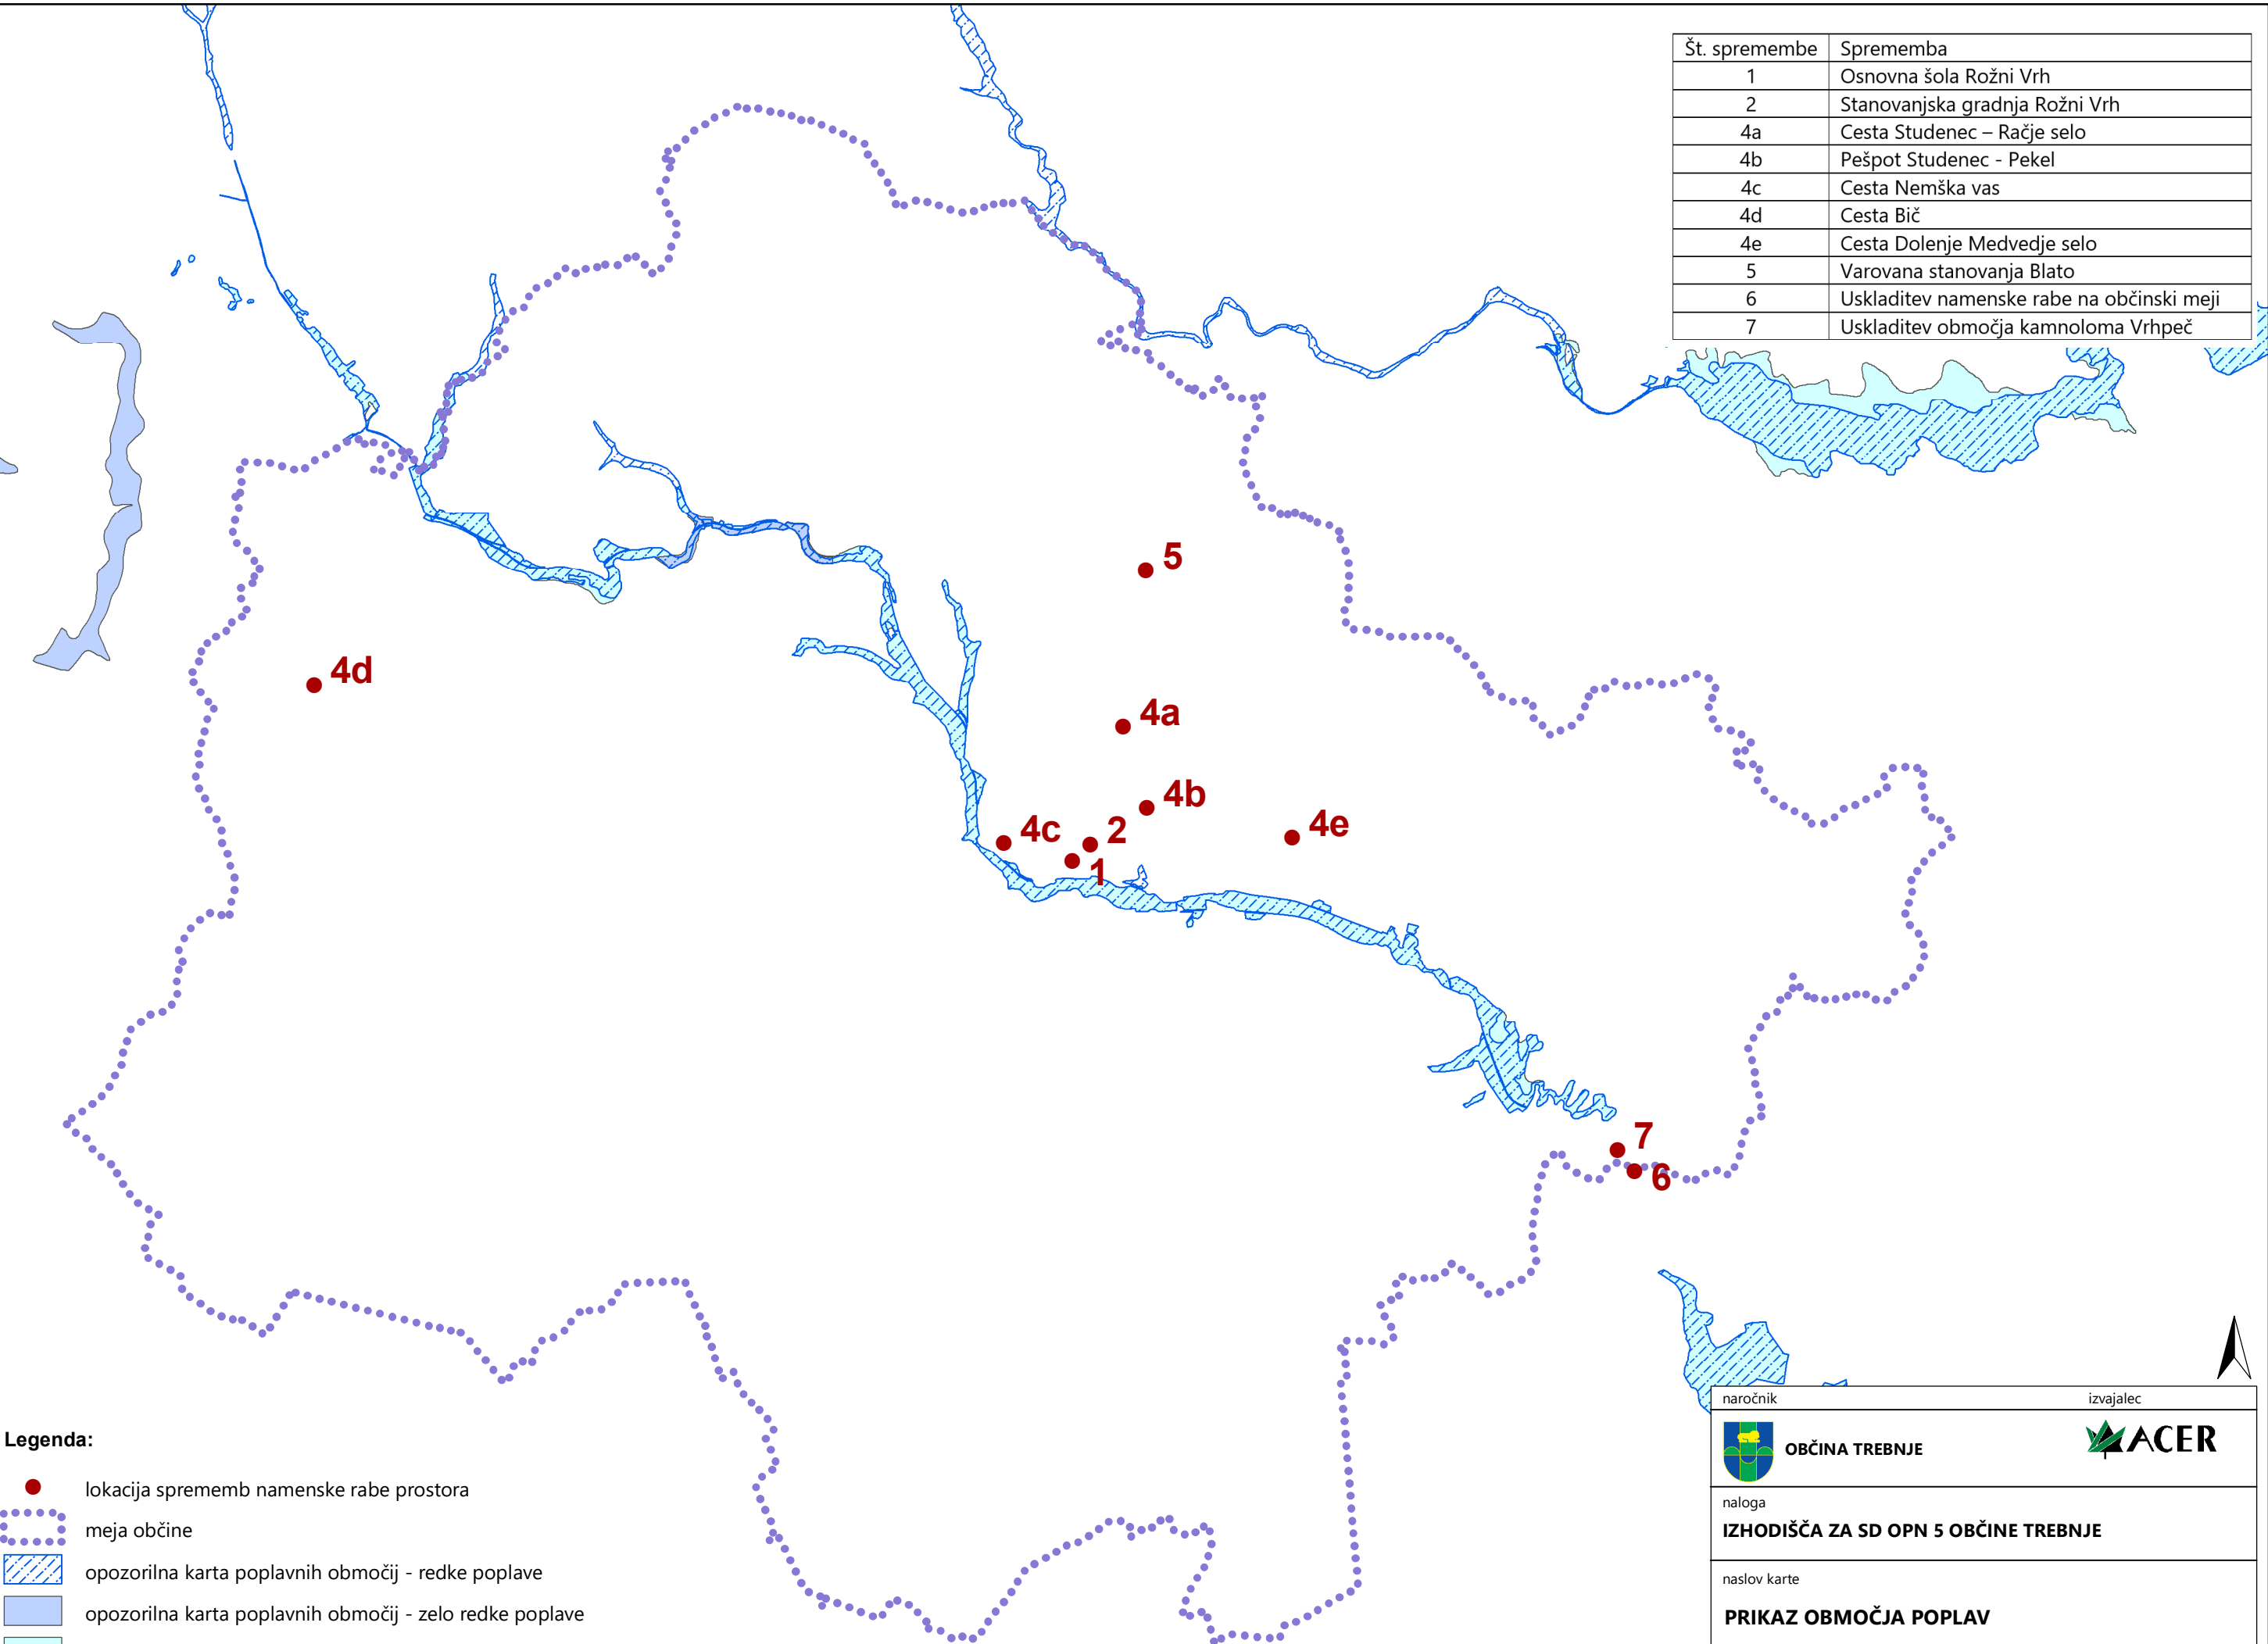 Št. spremembe Sprememba
1 Osnovna šola Rožni Vrh
2 Stanovanjska gradnja Rožni Vrh
4a Cesta Studenec – Račje selo
4b Pešpot Studenec - Pekel
4c Cesta Nemška vas
4d Cesta Bič
4e Cesta Dolenje Medvedje selo
5 Varovana stanovanja Blato
6 Uskladitev namenske rabe na občinski meji
7 Uskladitev območja kamnoloma Vrhpeč
5
4d
4a
4b
4c
2
4e
1
7
6
Legenda:
lokacija sprememb namenske rabe prostora
meja občine
opozorilna karta poplavnih območij - redke poplave
opozorilna karta poplavnih območij - zelo redke poplave
naročnik izvajalec
OBČINA TREBNJE ACER
naloga
IZHODIŠČA ZA SD OPN 5 OBČINE TREBNJE
naslov karte
PRIKAZ OBMOČJA POPLAV